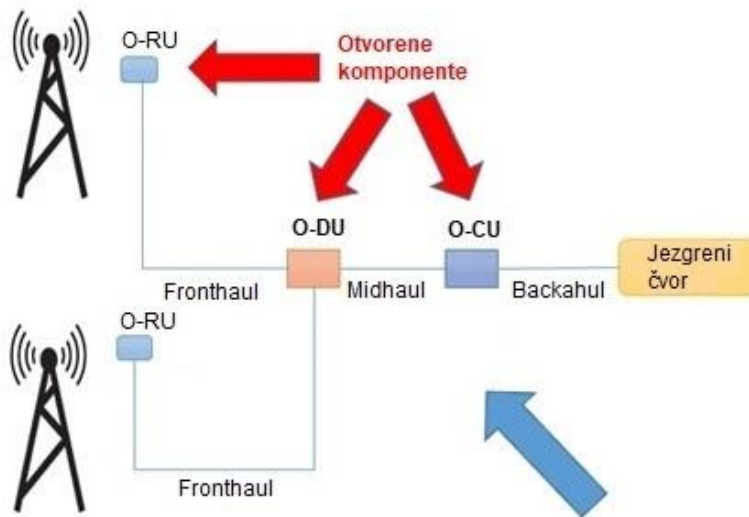 O-RU
Otvorene
komponente
O-DU
O-CU
Jezgreni
čvor
Fronthaul
Midhaul
Backahul
O-RU
Fronthaul